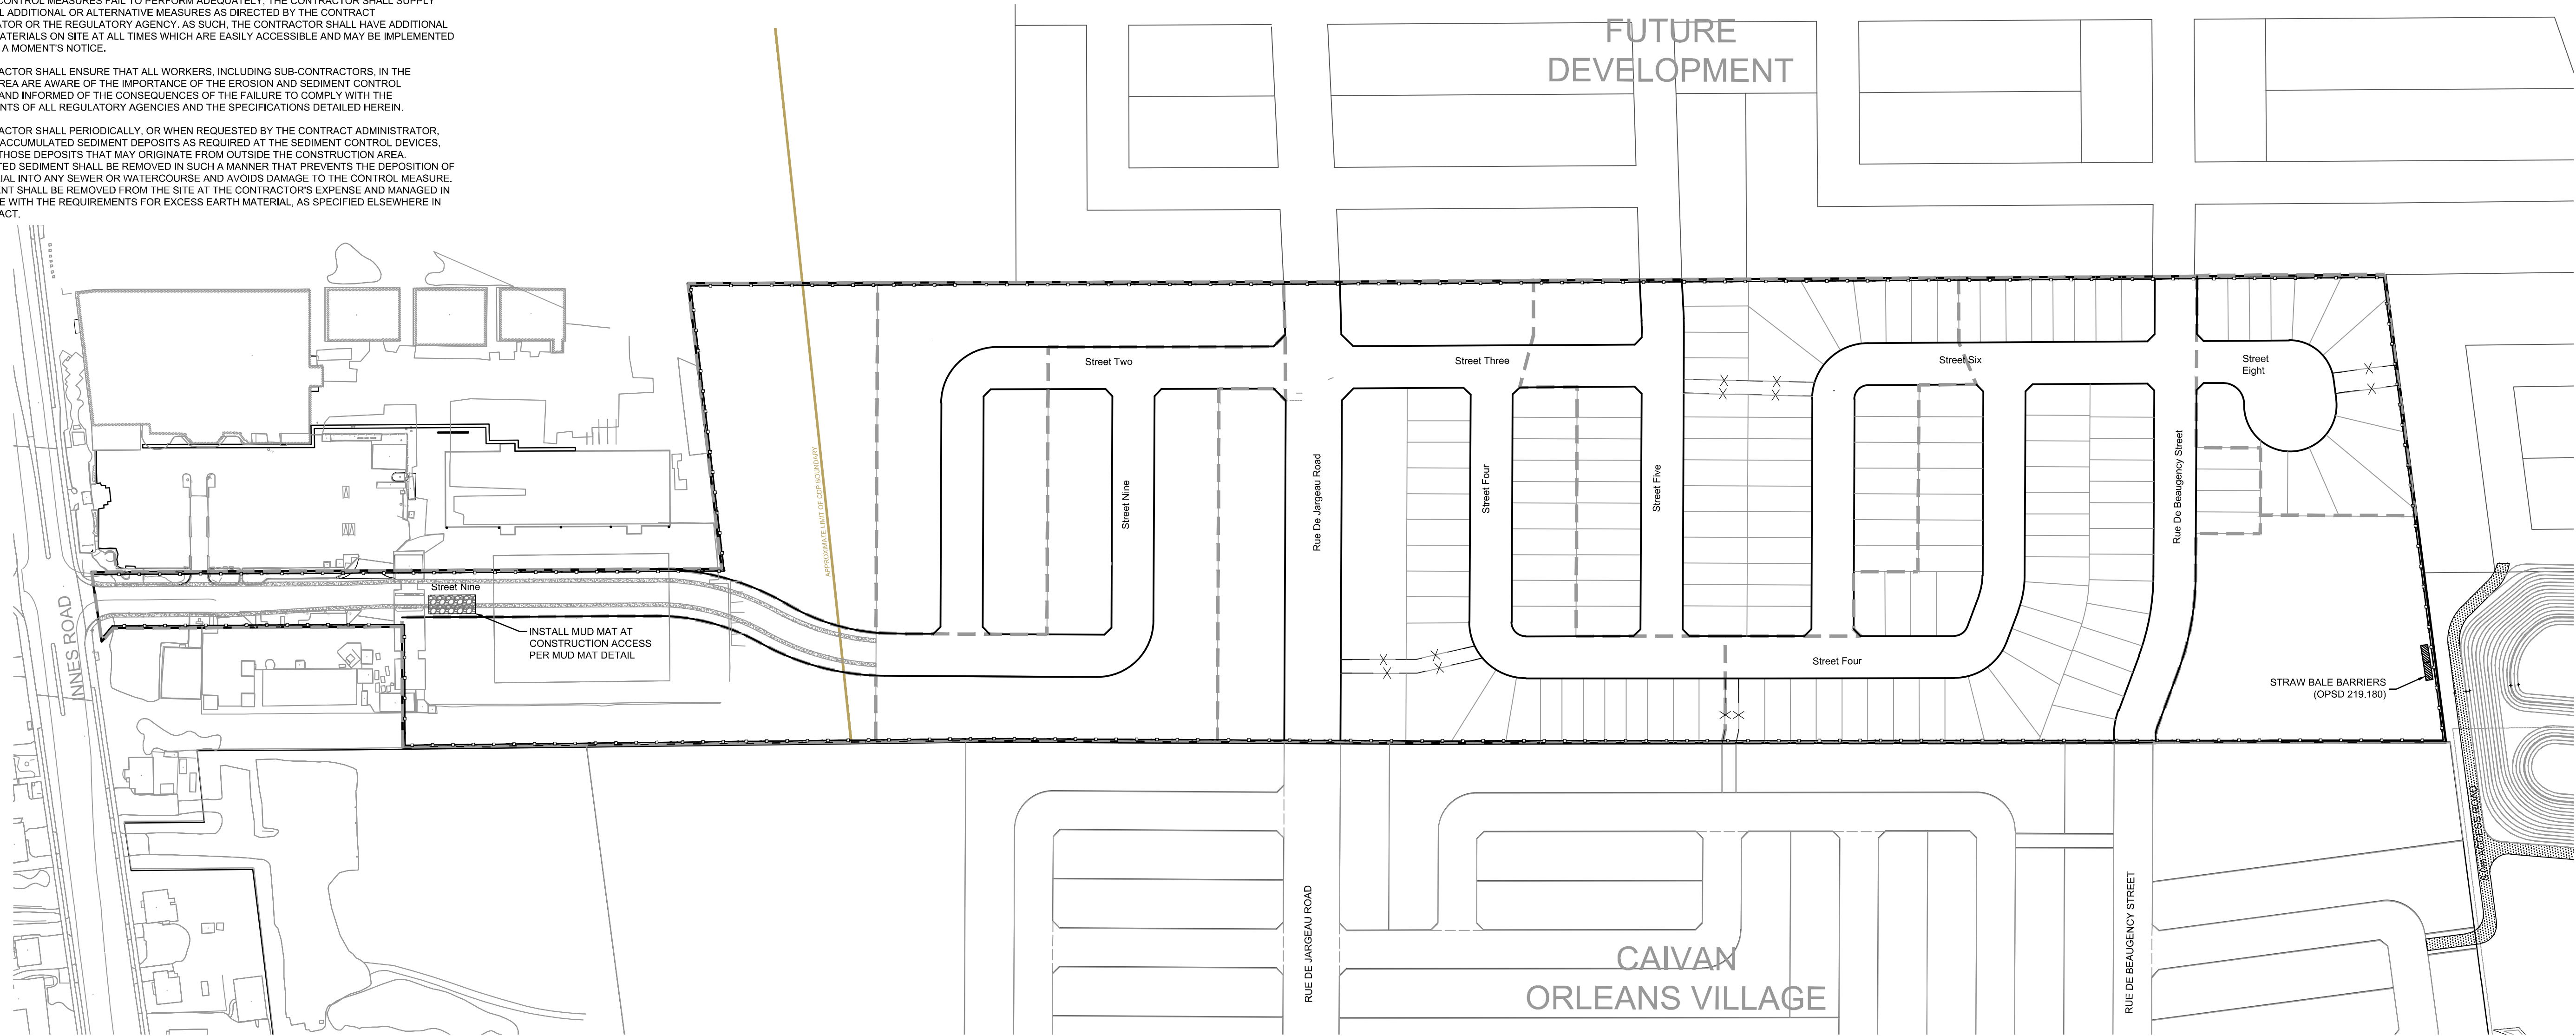 CONTROL MEASURES FAIL TO PERFORM ADEQUATELY, THE CONTRACTOR SHALL SUPPLY
ADDITIONAL OR ALTERNATIVE MEASURES AS DIRECTED BY THE CONTRACT
ATOR OR THE REGULATORY AGENCY. AS SUCH, THE CONTRACTOR SHALL HAVE ADDITIONAL
ATERIALS ON SITE AT ALL TIMES WHICH ARE EASILY ACCESSIBLE AND MAY BE IMPLEMENTED
A MOMENT'S NOTICE.
ACTOR SHALL ENSURE THAT ALL WORKERS, INCLUDING SUB-CONTRACTORS, IN THE
REA ARE AWARE OF THE IMPORTANCE OF THE EROSION AND SEDIMENT CONTROL
AND INFORMED OF THE CONSEQUENCES OF THE FAILURE TO COMPLY WITH THE
NTS OF ALL REGULATORY AGENCIES AND THE SPECIFICATIONS DETAILED HEREIN.
ACTOR SHALL PERIODICALLY, OR WHEN REQUESTED BY THE CONTRACT ADMINISTRATOR,
ACCUMULATED SEDIMENT DEPOSITS AS REQUIRED AT THE SEDIMENT CONTROL DEVICES,
THOSE DEPOSITS THAT MAY ORIGINATE FROM OUTSIDE THE CONSTRUCTION AREA.
TED SEDIMENT SHALL BE REMOVED IN SUCH A MANNER THAT PREVENTS THE DEPOSITION OF
IAL INTO ANY SEWER OR WATERCOURSE AND AVOIDS DAMAGE TO THE CONTROL MEASURE.
NT SHALL BE REMOVED FROM THE SITE AT THE CONTRACTOR'S EXPENSE AND MANAGED IN
E WITH THE REQUIREMENTS FOR EXCESS EARTH MATERIAL, AS SPECIFIED ELSEWHERE IN
ACT.
FUTURE
DEVELOPMENT
Street Two
Street Three
Street Six
Street
Eight
APPROXIMATE LIMIT OF CDP BOUNDARY
Street Nine
Rue De Jargeau Road
Street Four
Street Five
Rue De Beaugency Street
INNES ROAD
Street Nine
INSTALL MUD MAT AT
CONSTRUCTION ACCESS
PER MUD MAT DETAIL
Street Four
STRAW BALE BARRIERS
(OPSD 219.180)
ACCESS ROAD
RUE DE JARGEAU ROAD
CAIVAN
ORLEANS VILLAGE
RUE DE BEAUGENCY STREET